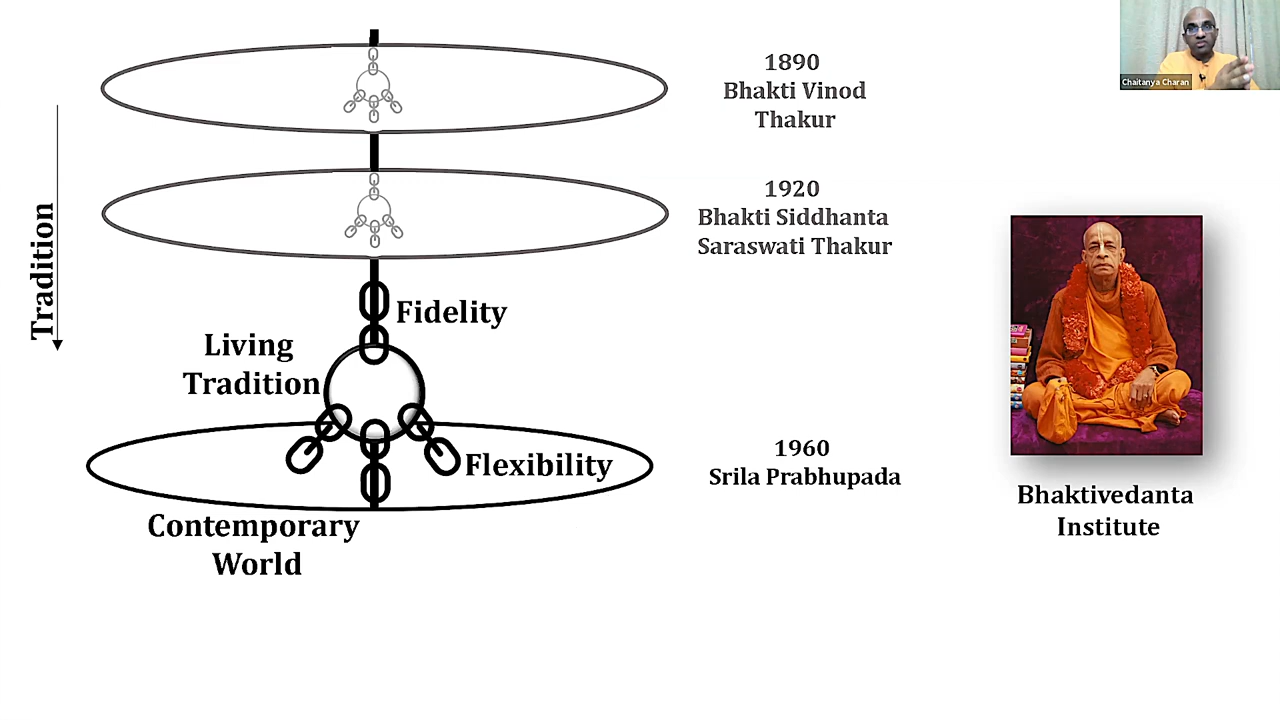 Chaitanya Charan
1890
Bhakti Vinod
Thakur
1920
Bhakti Siddhanta
Saraswati Thakur
Tradition
Fidelity
Living
Tradition
Flexibility
Contemporary
World
1960
Srila Prabhupada
Bhaktivedanta
Institute